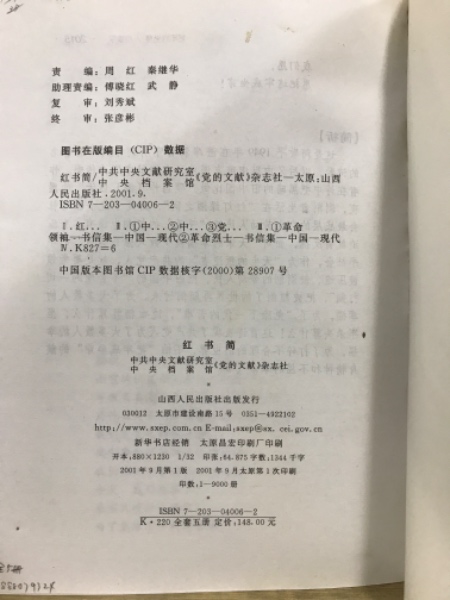 责 编：周 红 秦继华
助理责编：傅晓红 武 静
复 审：刘秀斌
终 审：张彦彬
图书在版编目（CIP）数据
红书简/中共中央文献研究室 中央档案馆《党的文献》杂志社—太原：山西
人民出版社，2001.9.
ISBN 7—203—04006—2
Ⅰ.红… Ⅱ.①中…②中…③党… Ⅲ.①革命
领袖—书信集—中国—现代②革命烈士—书信集—中国—现代
Ⅳ.K827=6
中国版本图书馆 CIP 数据核字(2000)第 28907 号
红 书 简
中共中央文献研究室 中央档案馆《党的文献》杂志社
山西人民出版社出版发行
030012 太原市建设南路15号 0351—4922102
http://www.sxep.com.cn E-mail:sxep@sx.cei.gov.cn
新华书店经销 太原昌宏印刷厂印刷
开本：880×1230 1/32 印张：64.875 字数：1344千字
2001年9月第1版 2001年9月太原第1次印刷
印数：1—9000册
ISBN 7—203—04006—2
K·220 全套五册 定价：148.00元